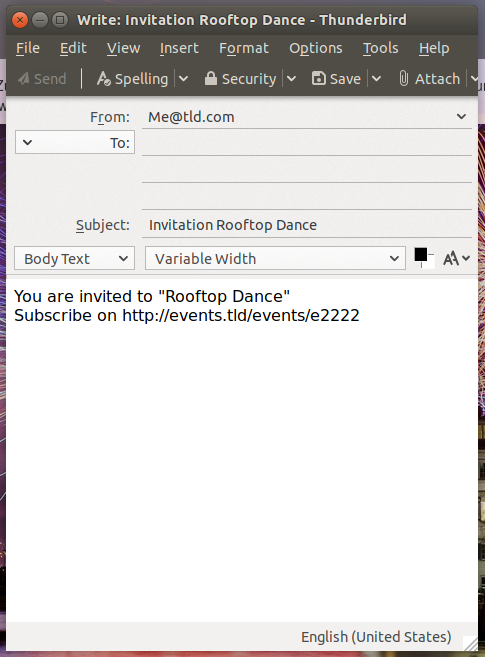 Write: Invitation Rooftop Dance - Thunderbird
File Edit View Insert Format Options Tools Help
Send Spelling Security Save Attach
From: Me@tld.com
To:
Subject: Invitation Rooftop Dance
Body Text Variable Width
You are invited to "Rooftop Dance"
Subscribe on http://events.tld/events/e2222
English (United States)